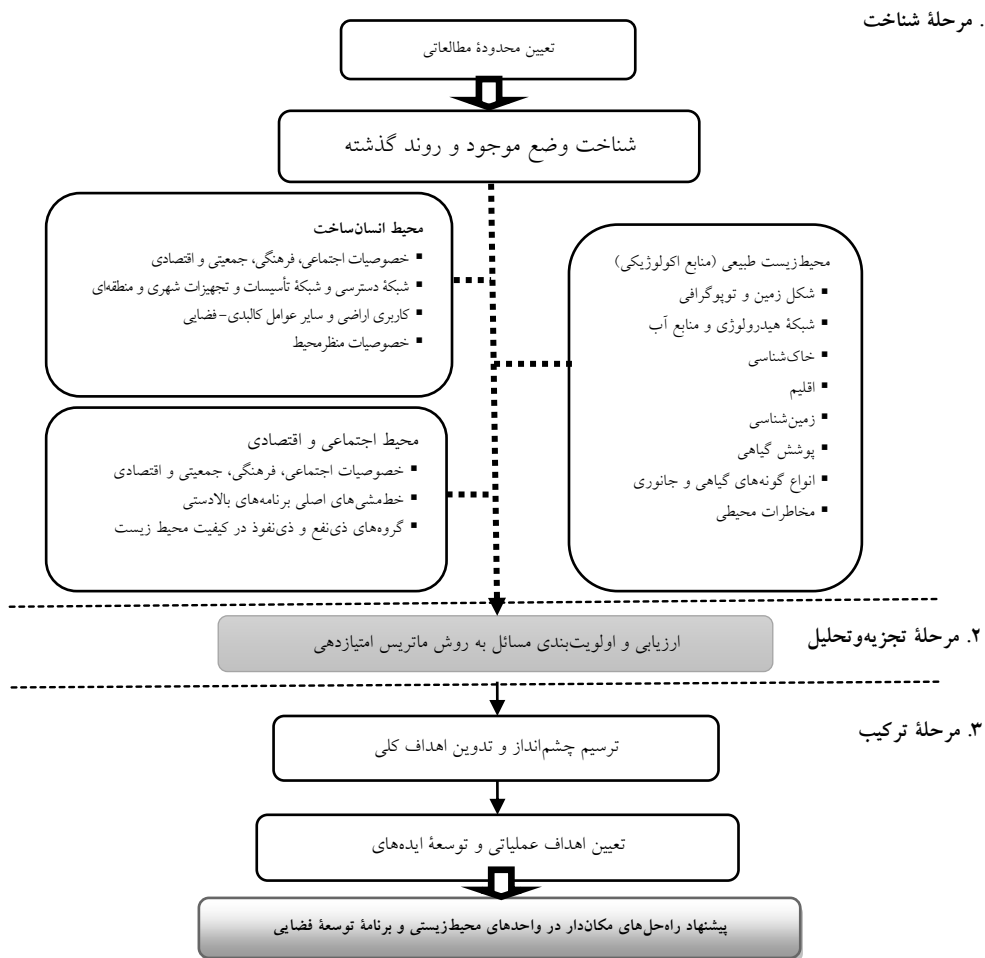 . مرحلهٔ شناخت
تعیین محدودهٔ مطالعاتی
شناخت وضع موجود و روند گذشته
محیط‌زیست طبیعی (منابع اکولوژیکی)
▪ شکل زمین و توپوگرافی
▪ شبکهٔ هیدرولوژی و منابع آب
▪ خاک‌شناسی
▪ اقلیم
▪ زمین‌شناسی
▪ پوشش گیاهی
▪ انواع گونه‌های گیاهی و جانوری
▪ مخاطرات محیطی
محیط انسان‌ساخت
▪ خصوصیات اجتماعی، فرهنگی، جمعیتی و اقتصادی
▪ شبکهٔ دسترسی و شبکهٔ تأسیسات و تجهیزات شهری و منطقه‌ای
▪ کاربری اراضی و سایر عوامل کالبدی-فضایی
▪ خصوصیات منظرمحیط
محیط اجتماعی و اقتصادی
▪ خصوصیات اجتماعی، فرهنگی، جمعیتی و اقتصادی
▪ خط‌مشی‌های اصلی برنامه‌های بالادستی
▪ گروه‌های ذی‌نفع و ذی‌نفوذ در کیفیت محیط زیست
۲. مرحلهٔ تجزیه‌وتحلیل
ارزیابی و اولویت‌بندی مسائل به روش ماتریس امتیازدهی
۳. مرحلهٔ ترکیب
ترسیم چشم‌انداز و تدوین اهداف کلی
تعیین اهداف عملیاتی و توسعهٔ ایده‌های
پیشنهاد راه‌حل‌های مکان‌دار در واحدهای محیط‌زیستی و برنامهٔ توسعهٔ فضایی